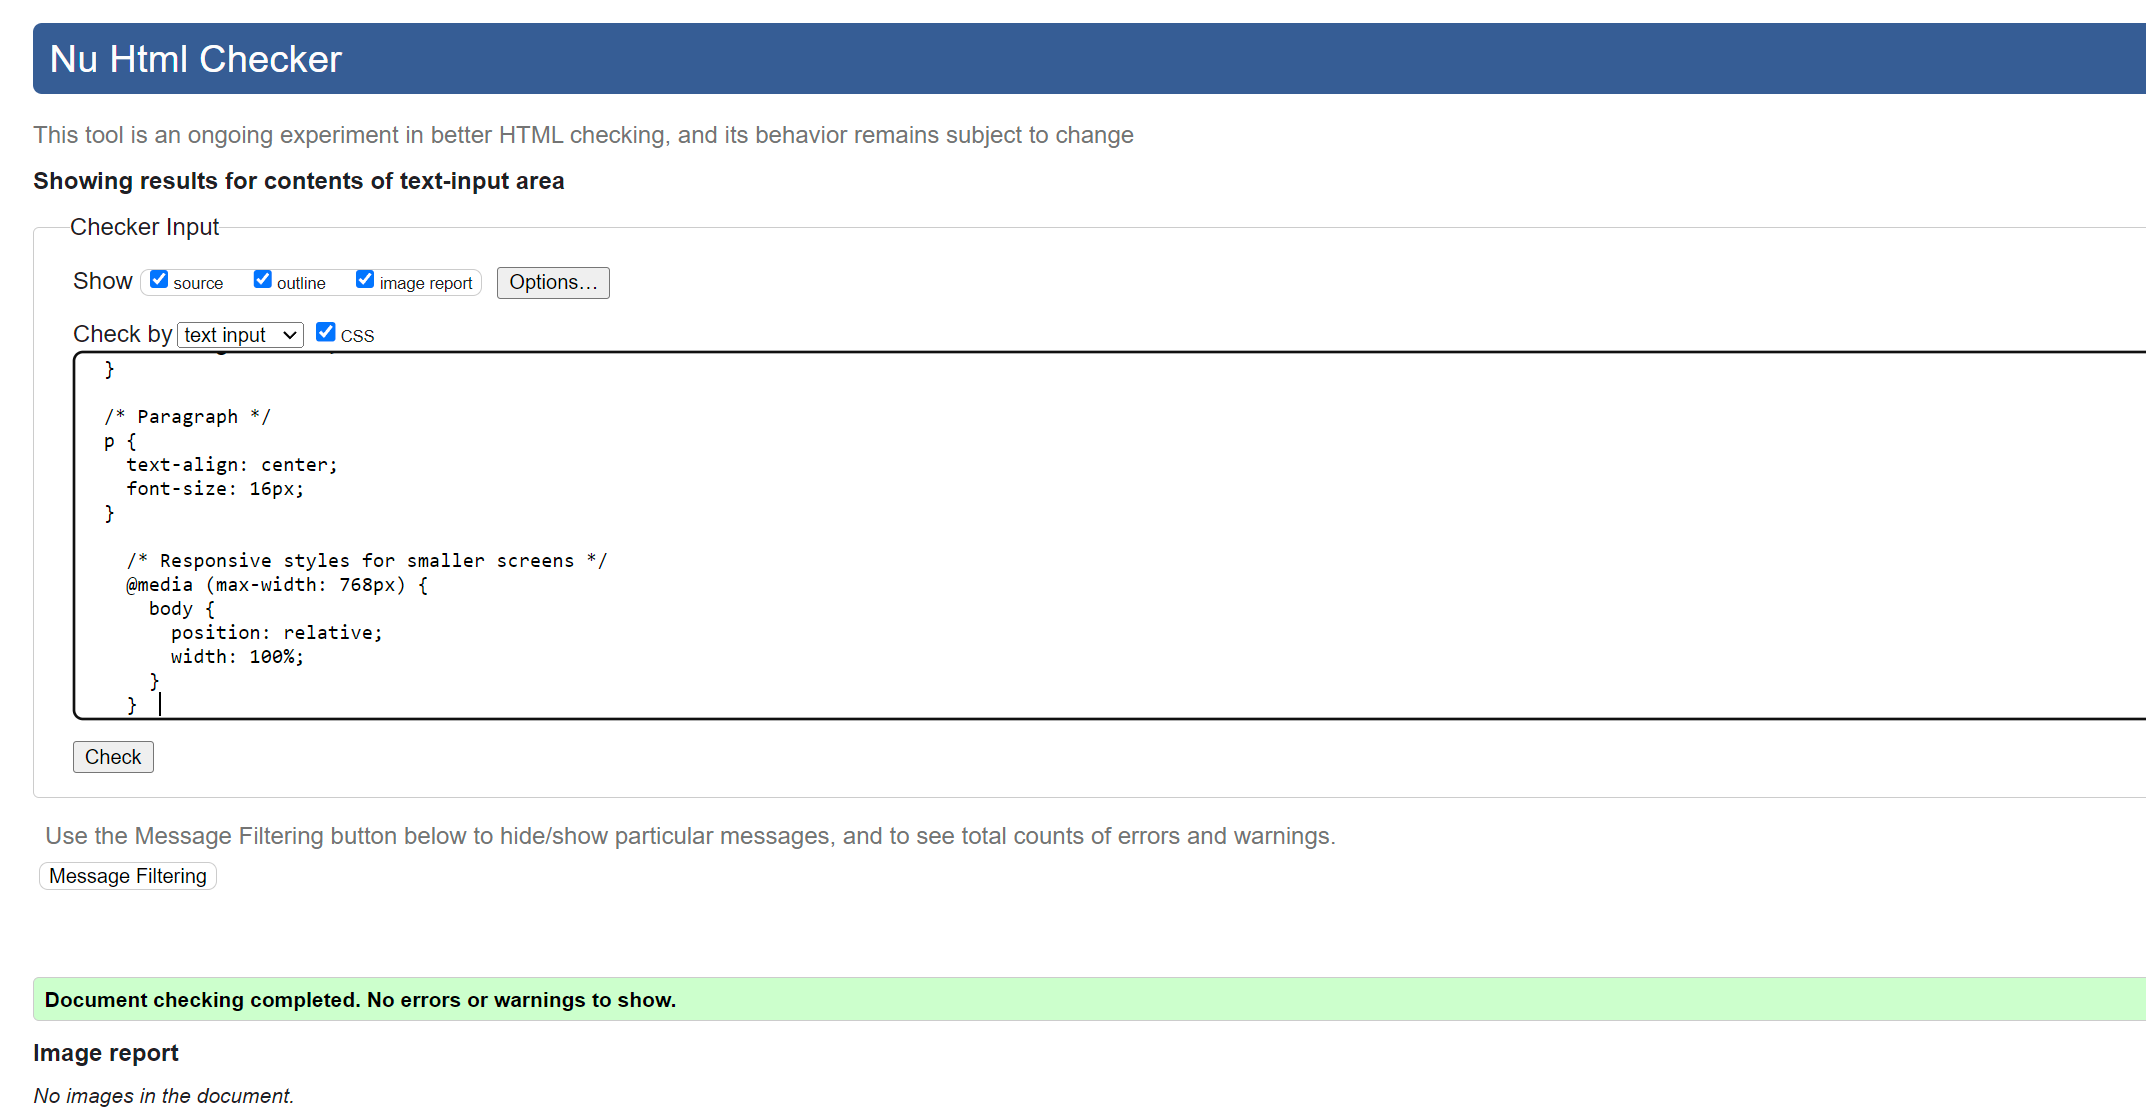 Nu Html Checker
This tool is an ongoing experiment in better HTML checking, and its behavior remains subject to change
Showing results for contents of text-input area
Checker Input
Show source outline image report Options...
Check by text input CSS
}
/* Paragraph */
p {
text-align: center;
font-size: 16px;
}
/* Responsive styles for smaller screens */
@media (max-width: 768px) {
body {
position: relative;
width: 100%;
}
}
Check
Use the Message Filtering button below to hide/show particular messages, and to see total counts of errors and warnings.
Message Filtering
Document checking completed. No errors or warnings to show.
Image report
No images in the document.